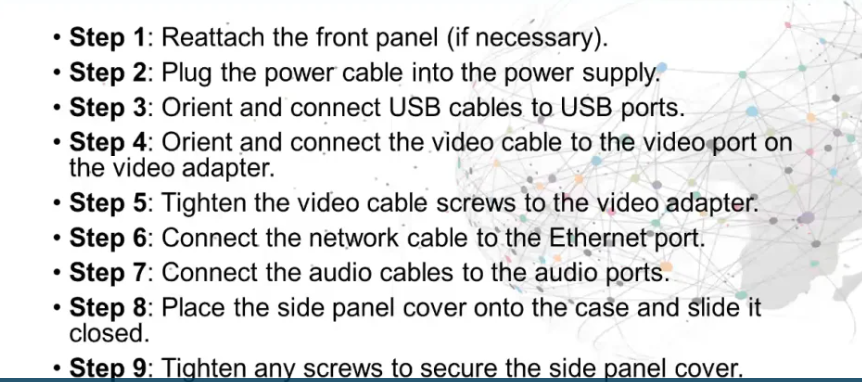 • Step 1: Reattach the front panel (if necessary).
• Step 2: Plug the power cable into the power supply.
• Step 3: Orient and connect USB cables to USB ports.
• Step 4: Orient and connect the video cable to the video port on
the video adapter.
• Step 5: Tighten the video cable screws to the video adapter.
• Step 6: Connect the network cable to the Ethernet port.
• Step 7: Connect the audio cables to the audio ports.
• Step 8: Place the side panel cover onto the case and slide it
closed.
• Step 9: Tighten any screws to secure the side panel cover.